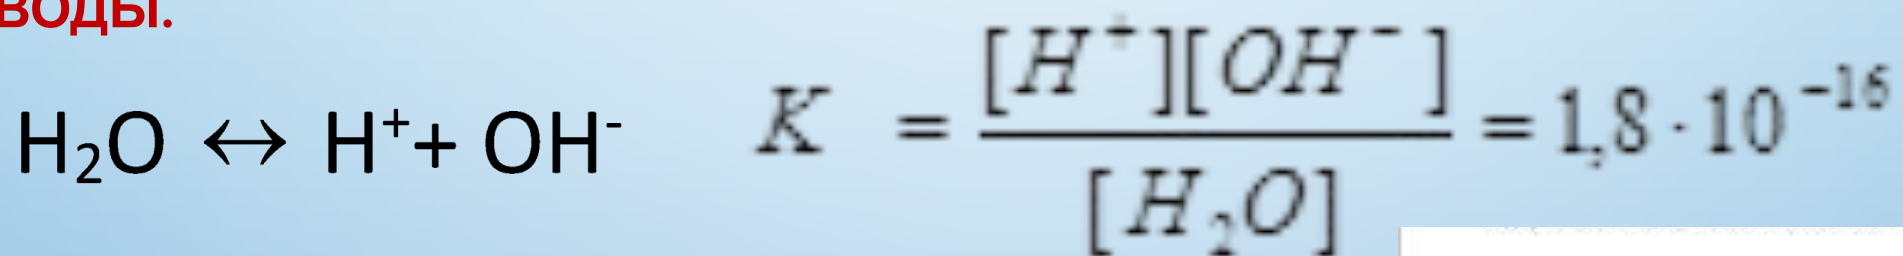 ВОДЫ.
H₂O ↔ H⁺+ OH⁻ K = [H⁺][OH⁻] / [H₂O] = 1,8 · 10⁻¹⁶